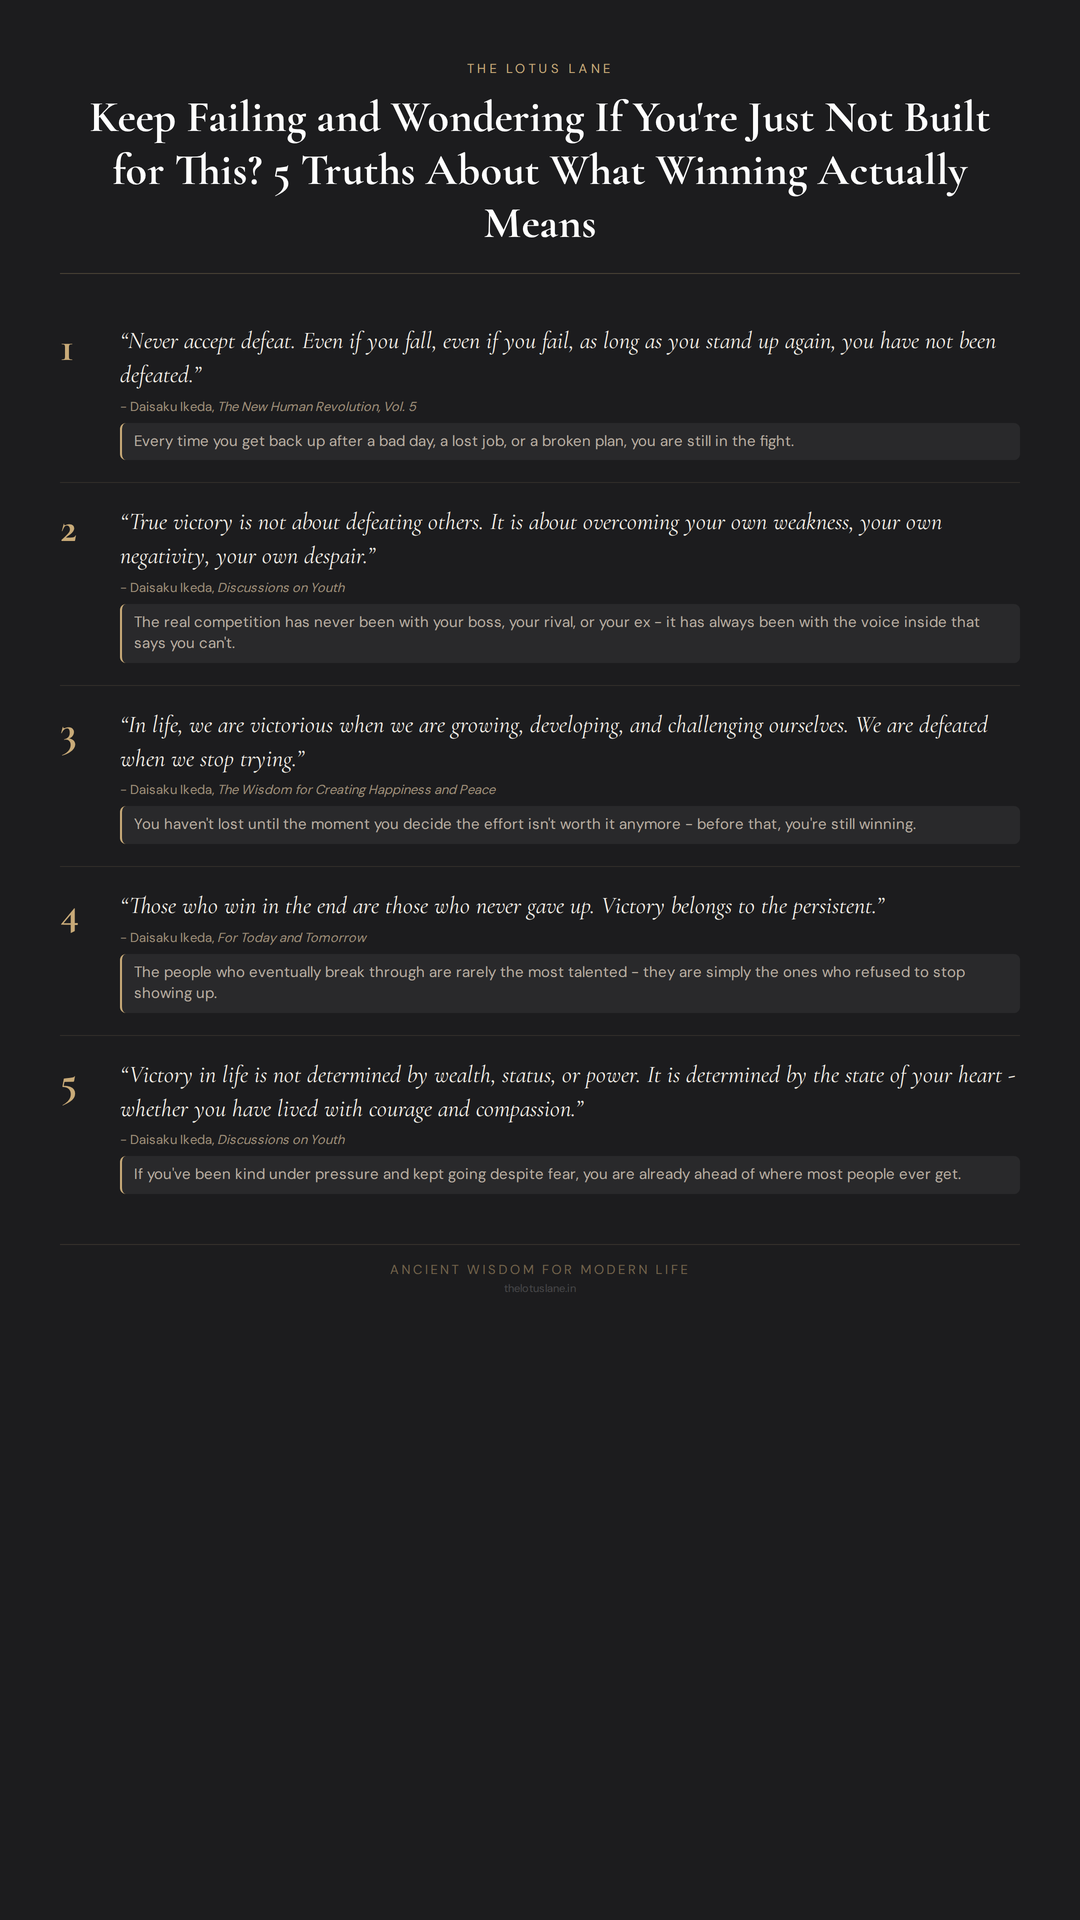 THE LOTUS LANE
Keep Failing and Wondering If You're Just Not Built
for This? 5 Truths About What Winning Actually
Means
1
“Never accept defeat. Even if you fall, even if you fail, as long as you stand up again, you have not been
defeated.”
– Daisaku Ikeda, The New Human Revolution, Vol. 5
Every time you get back up after a bad day, a lost job, or a broken plan, you are still in the fight.
2
“True victory is not about defeating others. It is about overcoming your own weakness, your own
negativity, your own despair.”
– Daisaku Ikeda, Discussions on Youth
The real competition has never been with your boss, your rival, or your ex – it has always been with the voice inside that
says you can't.
3
“In life, we are victorious when we are growing, developing, and challenging ourselves. We are defeated
when we stop trying.”
– Daisaku Ikeda, The Wisdom for Creating Happiness and Peace
You haven't lost until the moment you decide the effort isn't worth it anymore – before that, you're still winning.
4
“Those who win in the end are those who never gave up. Victory belongs to the persistent.”
– Daisaku Ikeda, For Today and Tomorrow
The people who eventually break through are rarely the most talented – they are simply the ones who refused to stop
showing up.
5
“Victory in life is not determined by wealth, status, or power. It is determined by the state of your heart -
whether you have lived with courage and compassion.”
– Daisaku Ikeda, Discussions on Youth
If you've been kind under pressure and kept going despite fear, you are already ahead of where most people ever get.
ANCIENT WISDOM FOR MODERN LIFE
thelotuslane.in